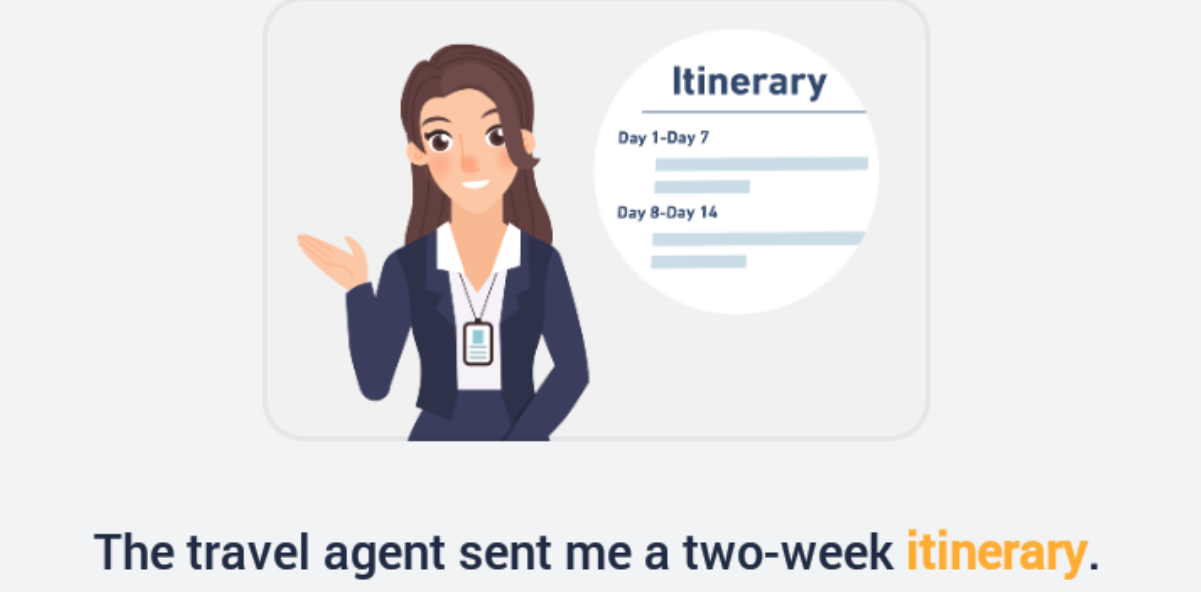 Itinerary
Day 1-Day 7
Day 8-Day 14
The travel agent sent me a two-week itinerary.